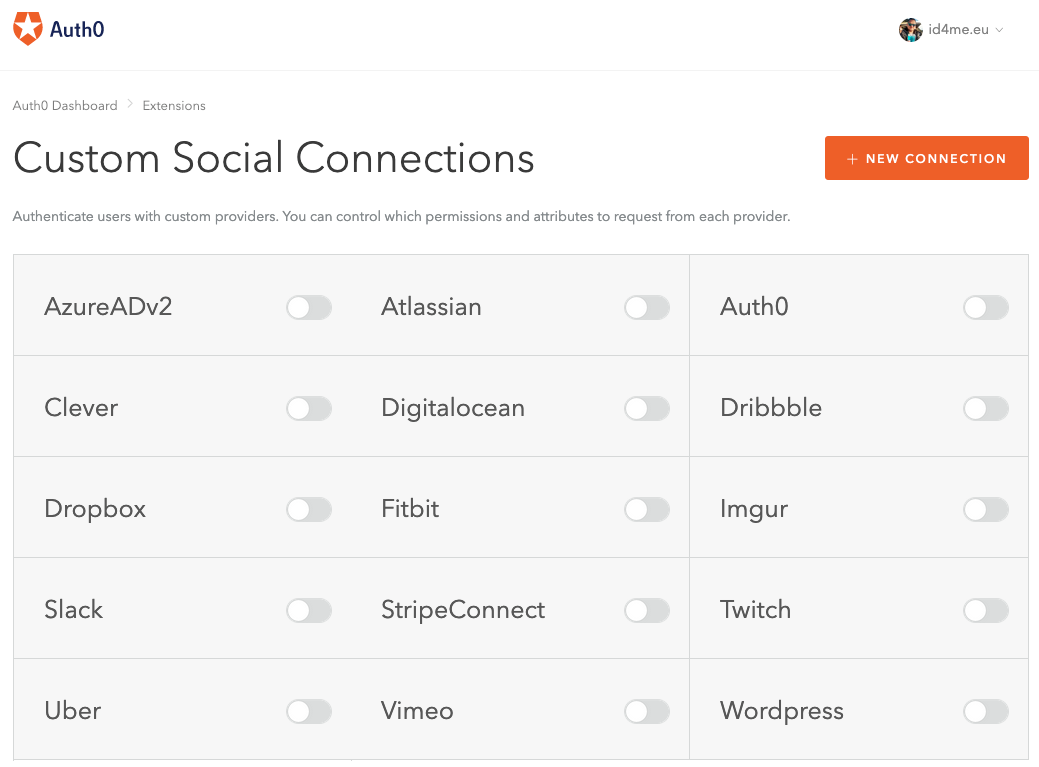 Auth0
id4me.eu
Auth0 Dashboard
Extensions
Custom Social Connections
+ NEW CONNECTION
Authenticate users with custom providers. You can control which permissions and attributes to request from each provider.
AzureADv2
Atlassian
Auth0
Clever
Digitalocean
Dribbble
Dropbox
Fitbit
Imgur
Slack
StripeConnect
Twitch
Uber
Vimeo
Wordpress